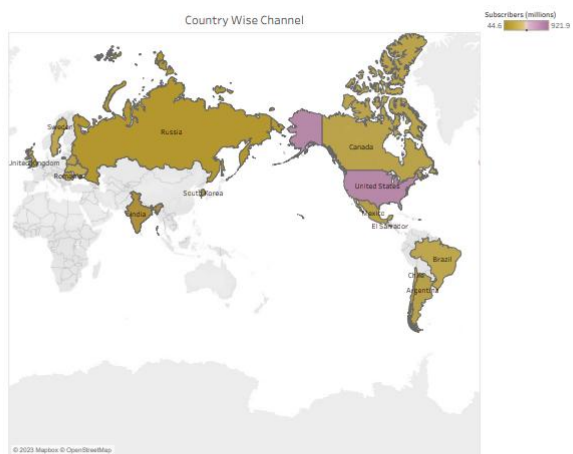 Country Wise Channel
Subscribers (millions)
44.6 921.9
Sweden
Russia
United Kingdom
Romania
South Korea
India
Canada
United States
Mexico
El Salvador
Brazil
Chile
Argentina
© 2023 Mapbox © OpenStreetMap